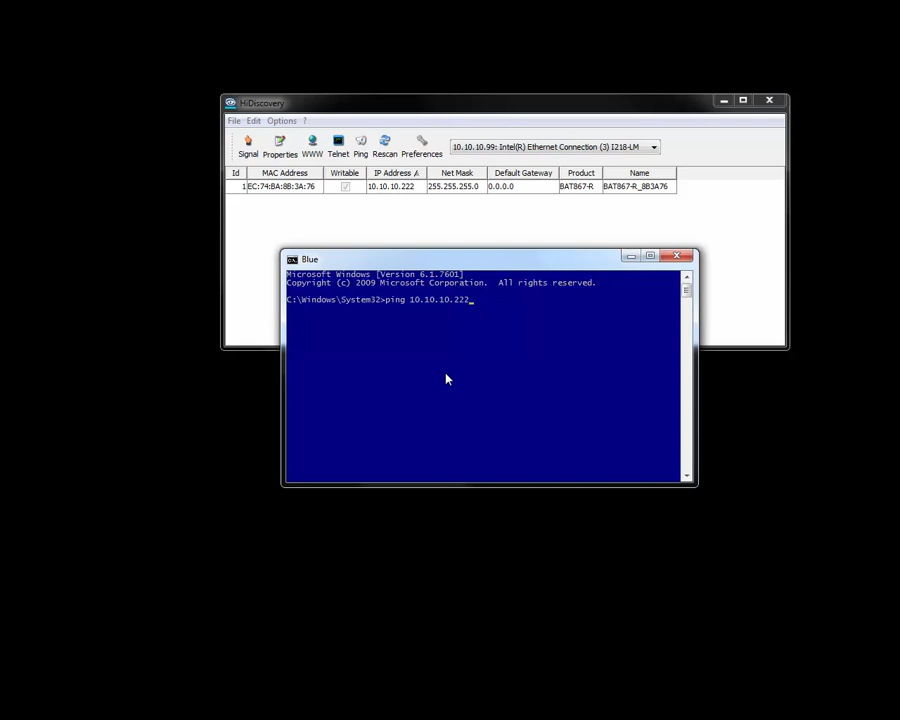 HiDiscovery
File Edit Options ?
Signal Properties WWW Telnet Ping Rescan Preferences 10.10.10.99: Intel(R) Ethernet Connection (3) I218-LM
Id MAC Address Writable IP Address Net Mask Default Gateway Product Name
1 EC:74:BA:8B:3A:76 10.10.10.222 255.255.255.0 0.0.0.0 BAT867-R BAT867-R_8B3A76
Blue
Microsoft Windows [Version 6.1.7601]
Copyright (c) 2009 Microsoft Corporation. All rights reserved.
C:\Windows\System32>ping 10.10.10.222_